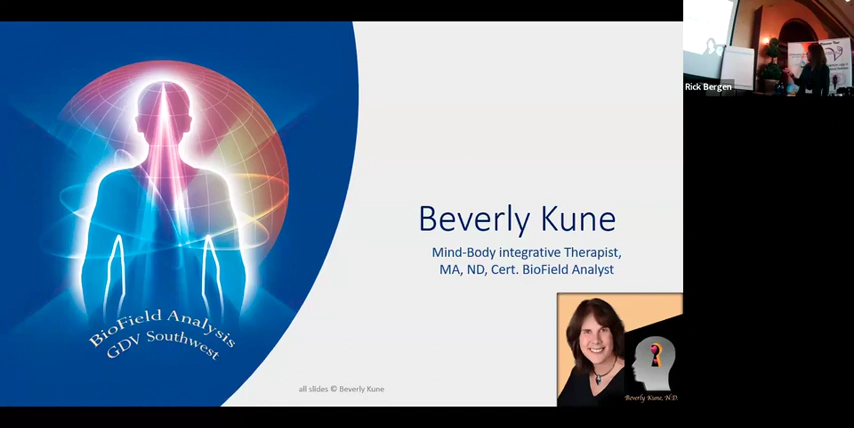 Rick Bergen
Beverly Kune
Mind-Body integrative Therapist,
MA, ND, Cert. BioField Analyst
BioField Analysis
GDV Southwest
all slides © Beverly Kune
Beverly Kune, N.D.